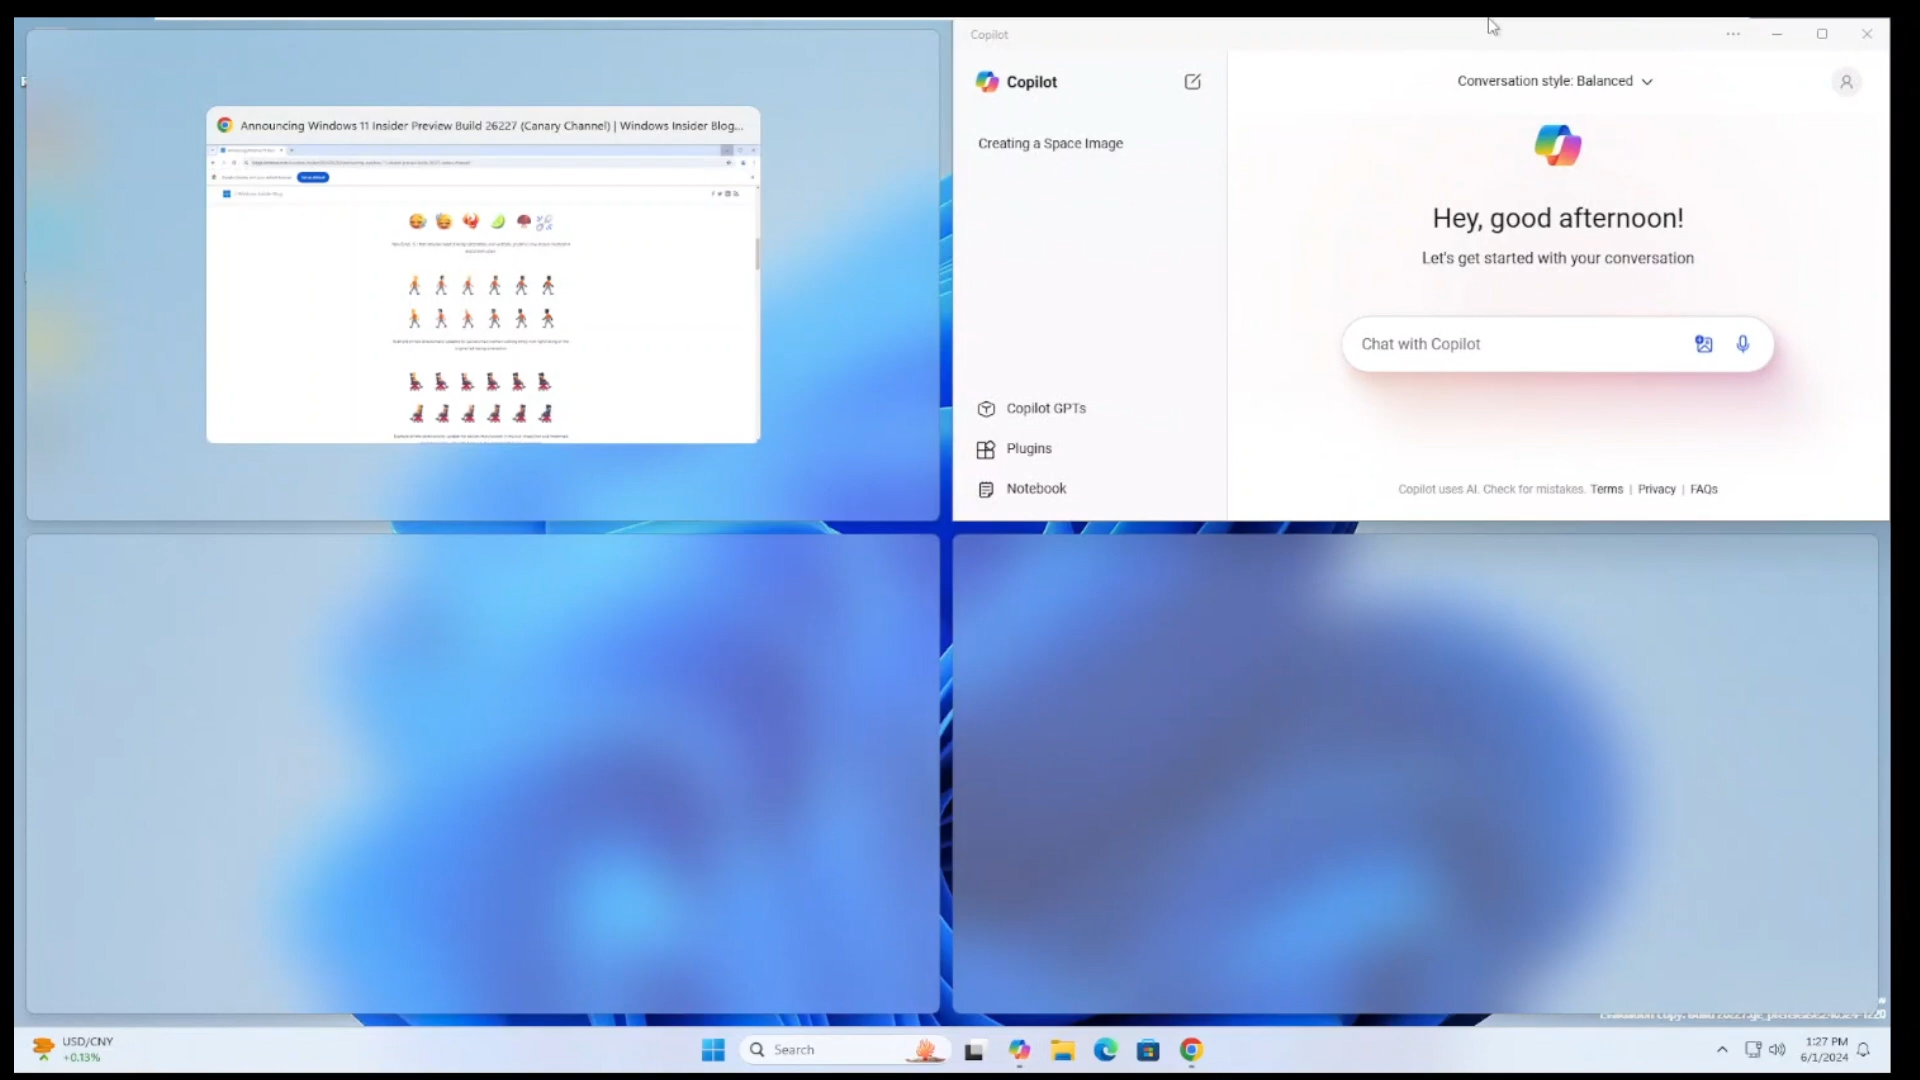 Announcing Windows 11 Insider Preview Build 26227 (Canary Channel) | Windows Insider Blog...
Copilot
Copilot
Creating a Space Image
Copilot GPTs
Plugins
Notebook
Conversation style: Balanced
Hey, good afternoon!
Let's get started with your conversation
Chat with Copilot
Copilot uses AI. Check for mistakes. Terms | Privacy | FAQs
USD/CNY
+0.13%
Search
1:27 PM
6/1/2024